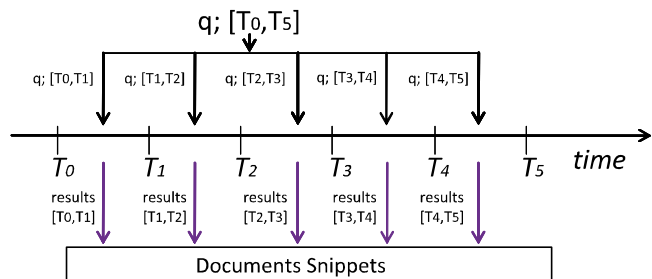 q; [T0,T5]
q; [T0,T1] q; [T1,T2] q; [T2,T3] q; [T3,T4] q; [T4,T5]
T0 T1 T2 T3 T4 T5 time
results results results results results
[T0,T1] [T1,T2] [T2,T3] [T3,T4] [T4,T5]
Documents Snippets